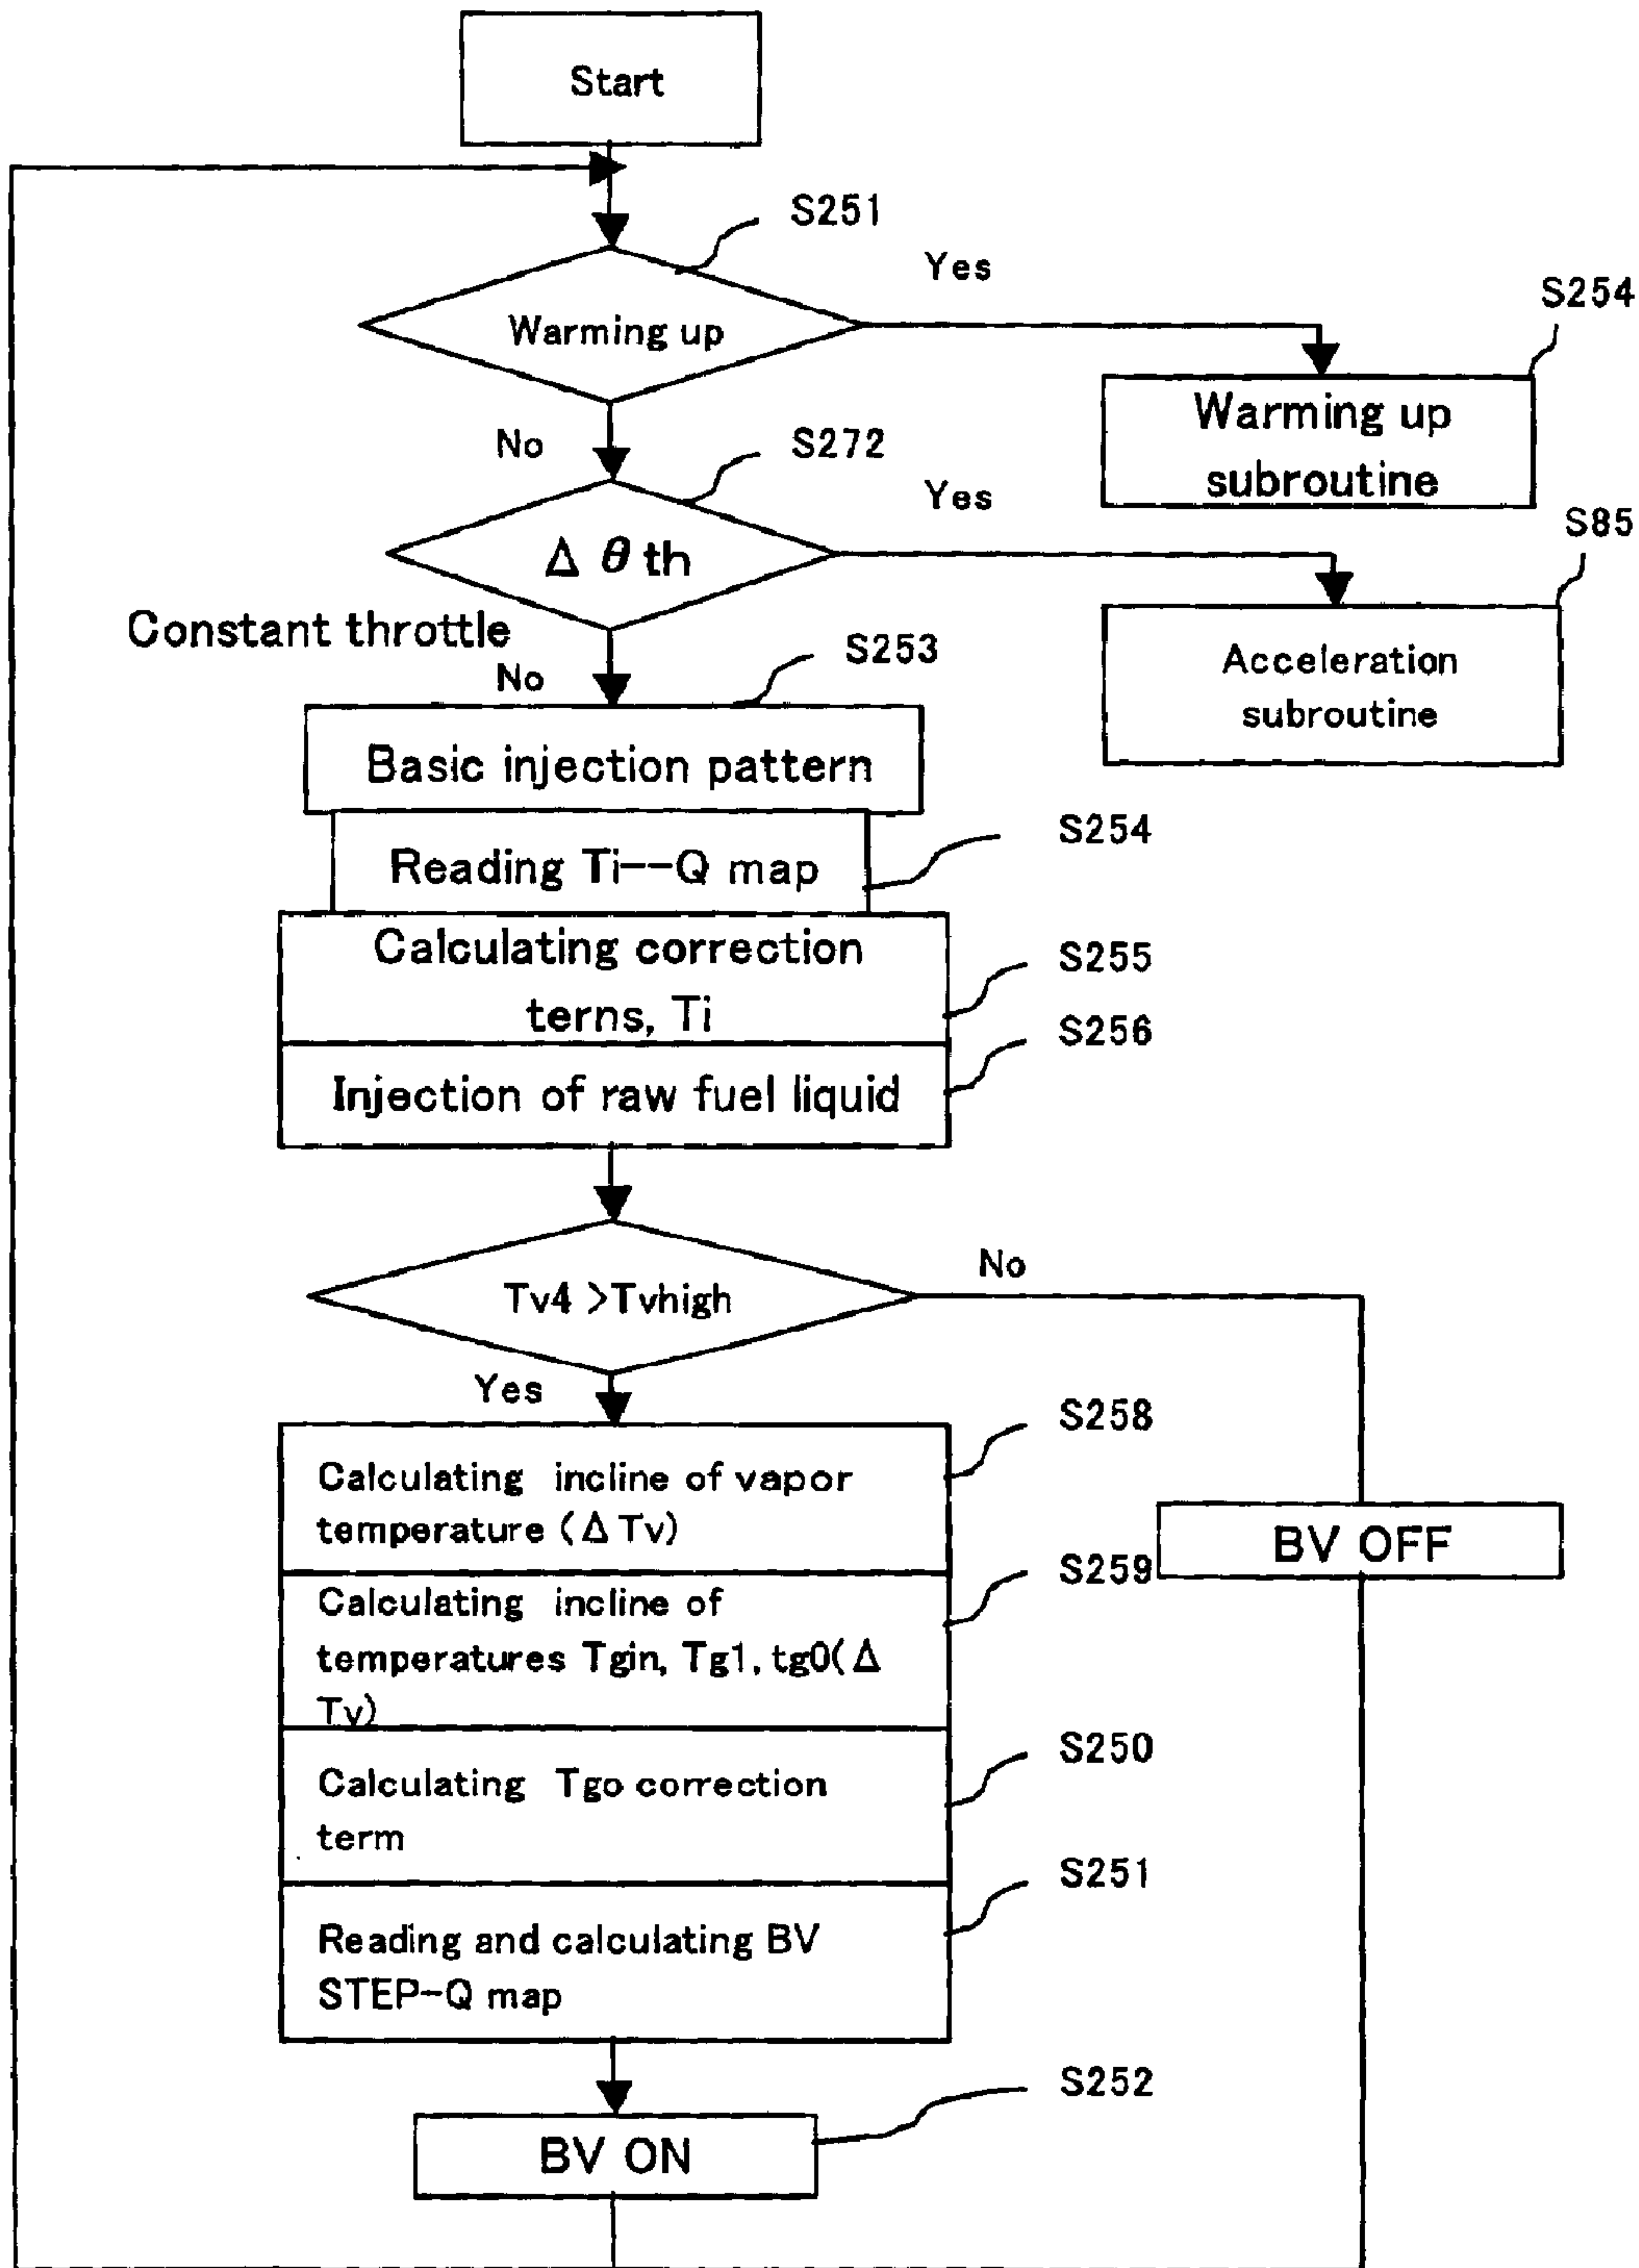 Start
S251
Yes
Warming up
S254
Warming up
subroutine
No
S272
Yes
Δ θ th
S85
Acceleration
subroutine
Constant throttle
No
S253
Basic injection pattern
Reading Ti--Q map
S254
Calculating correction
terns, Ti
S255
Injection of raw fuel liquid
S256
Tv4 >Tvhigh
No
Yes
BV OFF
Calculating incline of vapor
temperature (Δ Tv)
S258
Calculating incline of
temperatures Tgin, Tg1, tg0(Δ
Tv)
S259
Calculating Tgo correction
term
S250
Reading and calculating BV
STEP-Q map
S251
BV ON
S252